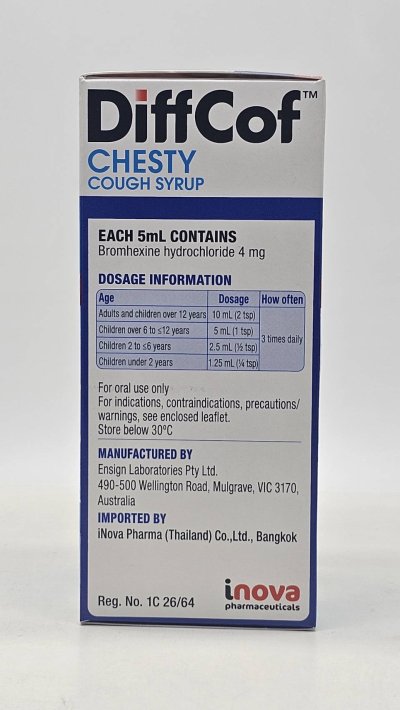 DiffCof™
CHESTY
COUGH SYRUP
EACH 5mL CONTAINS
Bromhexine hydrochloride 4 mg
DOSAGE INFORMATION
Age Dosage How often
Adults and children over 12 years 10 mL (2 tsp)
Children over 6 to ≤12 years 5 mL (1 tsp)
3 times daily
Children 2 to ≤6 years 2.5 mL (½ tsp)
Children under 2 years 1.25 mL (¼ tsp)
For oral use only
For indications, contraindications, precautions/
warnings, see enclosed leaflet.
Store below 30ºC
MANUFACTURED BY
Ensign Laboratories Pty Ltd.
490-500 Wellington Road, Mulgrave, VIC 3170,
Australia
IMPORTED BY
iNova Pharma (Thailand) Co.,Ltd., Bangkok
Reg. No. 1C 26/64
inova
pharmaceuticals